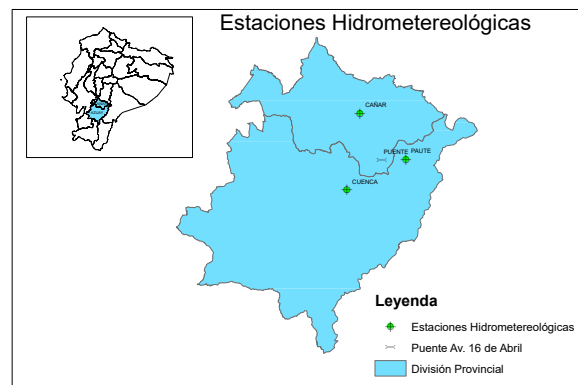 Estaciones Hidrometereológicas
CAÑAR
PUENTE
PAUTE
CUENCA
Leyenda
Estaciones Hidrometereológicas
Puente Av. 16 de Abril
División Provincial